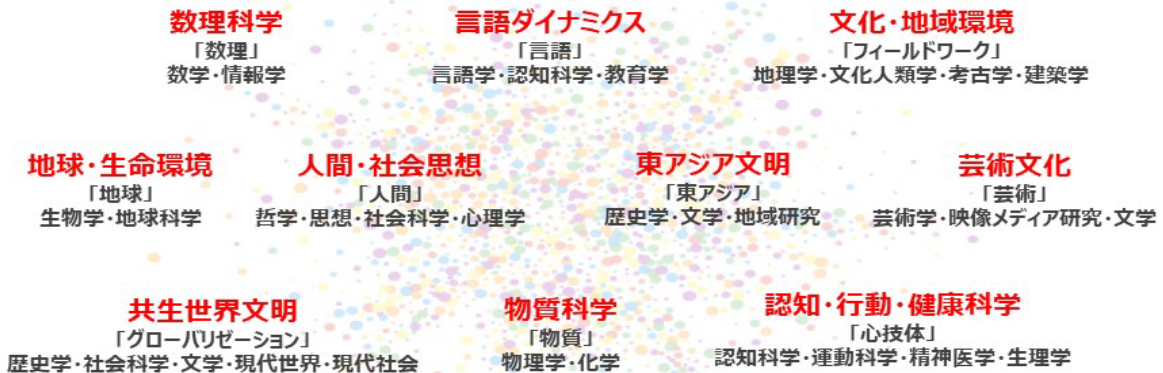 数理科学
「数理」
数学・情報学
言語ダイナミクス
「言語」
言語学・認知科学・教育学
文化・地域環境
「フィールドワーク」
地理学・文化人類学・考古学・建築学
地球・生命環境
「地球」
生物学・地球科学
人間・社会思想
「人間」
哲学・思想・社会科学・心理学
東アジア文明
「東アジア」
歴史学・文学・地域研究
芸術文化
「芸術」
芸術学・映像メディア研究・文学
共生世界文明
「グローバリゼーション」
歴史学・社会科学・文学・現代世界・現代社会
物質科学
「物質」
物理学・化学
認知・行動・健康科学
「心技体」
認知科学・運動科学・精神医学・生理学